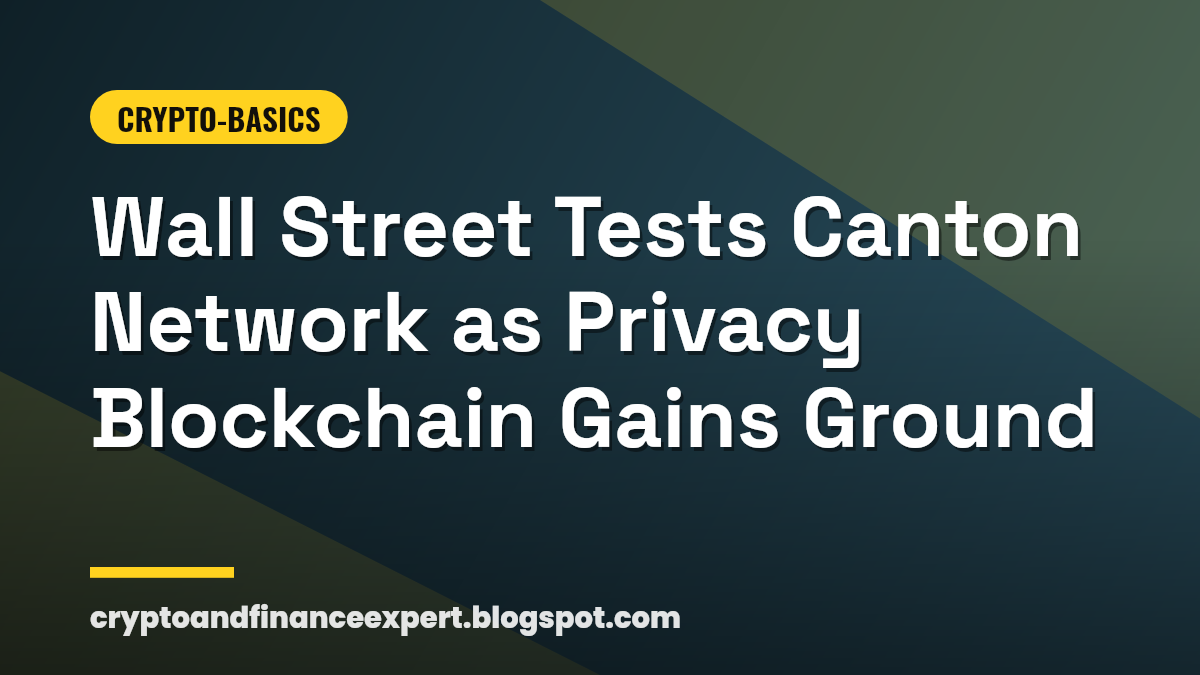 CRYPTO-BASICS
Wall Street Tests Canton
Network as Privacy
Blockchain Gains Ground
cryptoandfinanceexpert.blogspot.com